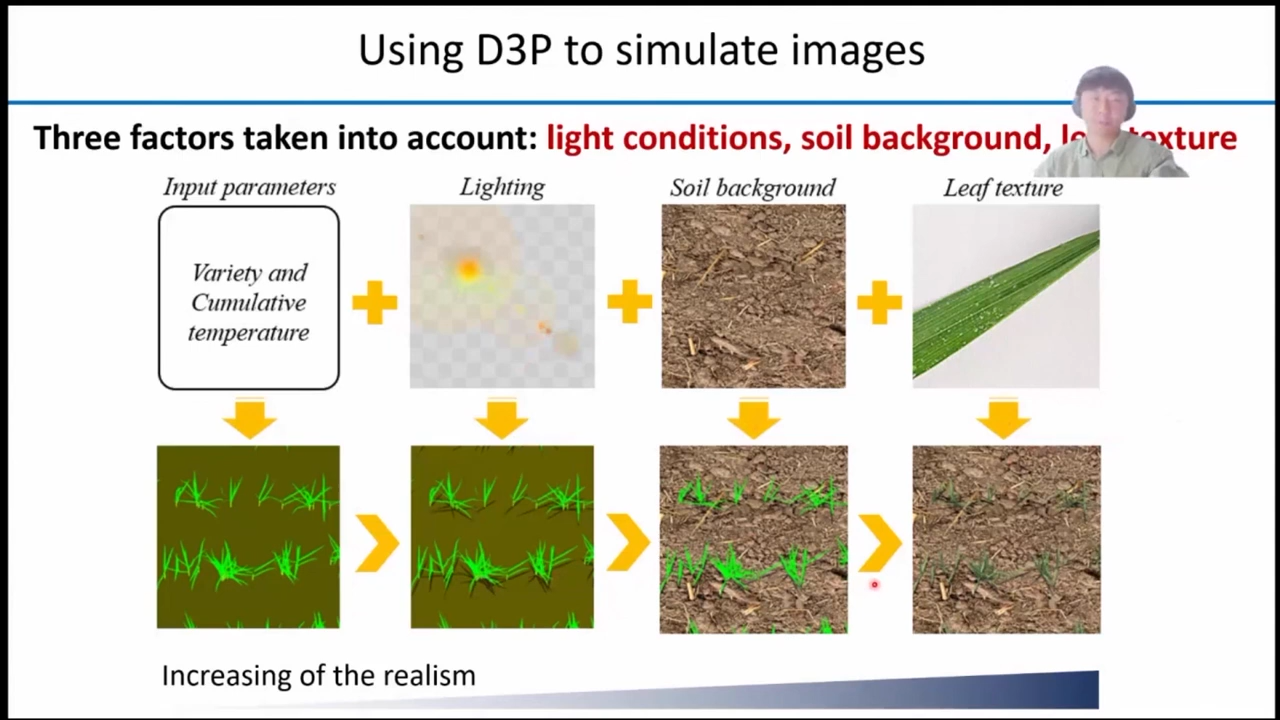 Using D3P to simulate images
Three factors taken into account: light conditions, soil background, texture
Input parameters
Lighting
Soil background
Leaf texture
Variety and
Cumulative
temperature
Increasing of the realism